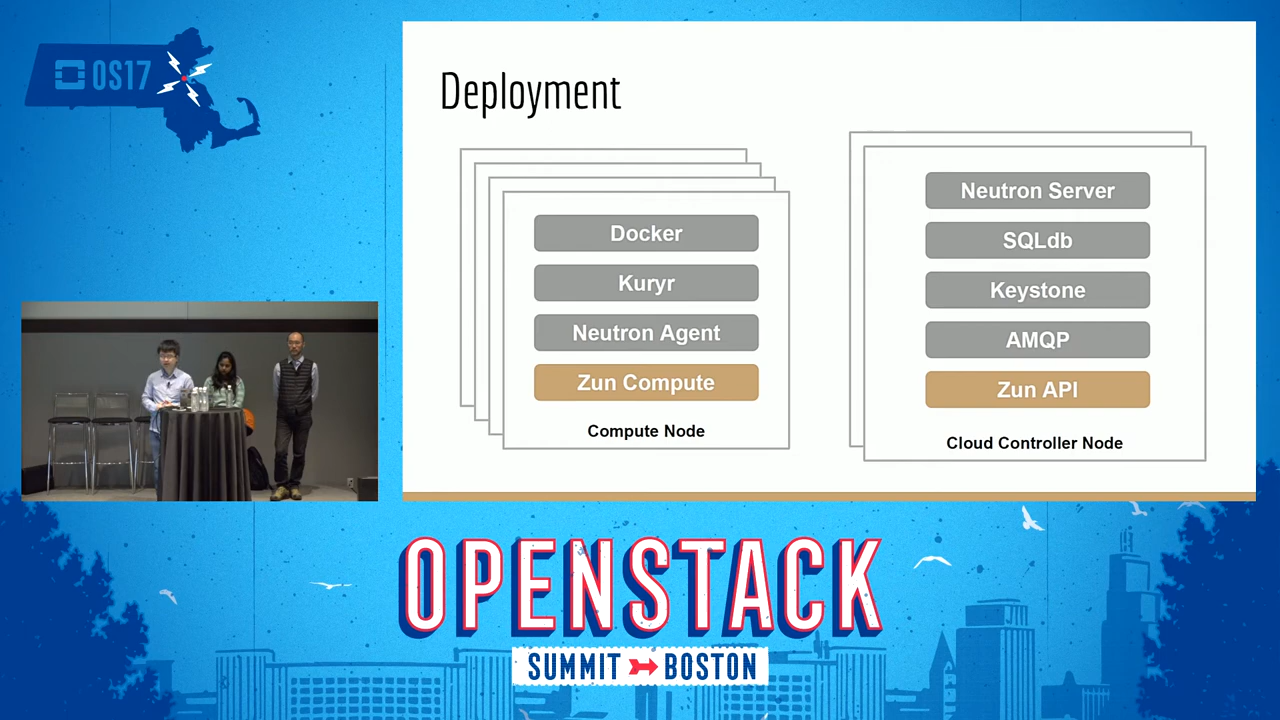 OS17
Deployment
Docker
Kuryr
Neutron Agent
Zun Compute
Compute Node
Neutron Server
SQLdb
Keystone
AMQP
Zun API
Cloud Controller Node
OPENSTACK
SUMMIT BOSTON